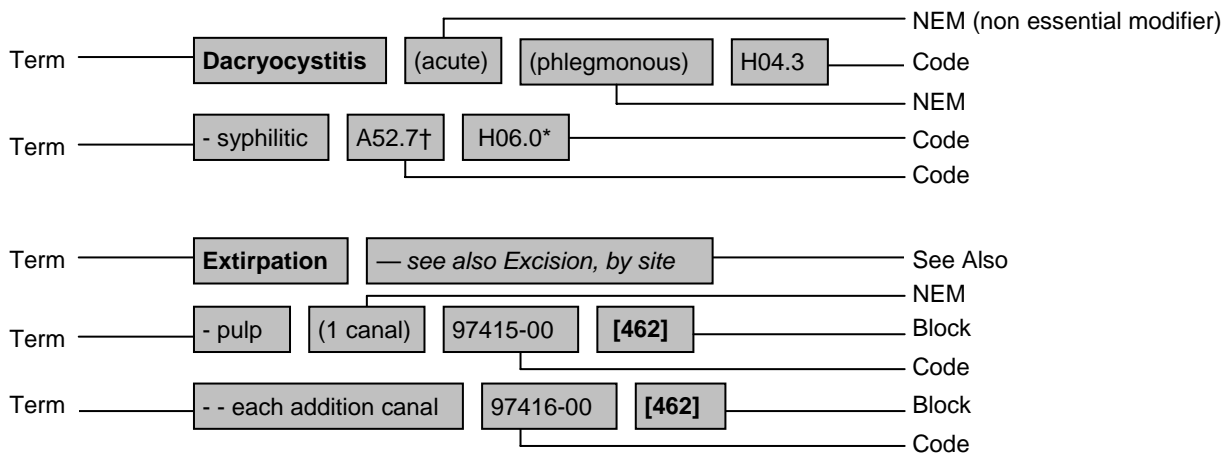 NEM (non essential modifier)
Term Dacryocystitis (acute) (phlegmonous) H04.3 Code
NEM
Term - syphilitic A52.7† H06.0* Code
Code
Term Extirpation — see also Excision, by site See Also
NEM
Term - pulp (1 canal) 97415-00 [462] Block
Code
Term - - each addition canal 97416-00 [462] Block
Code